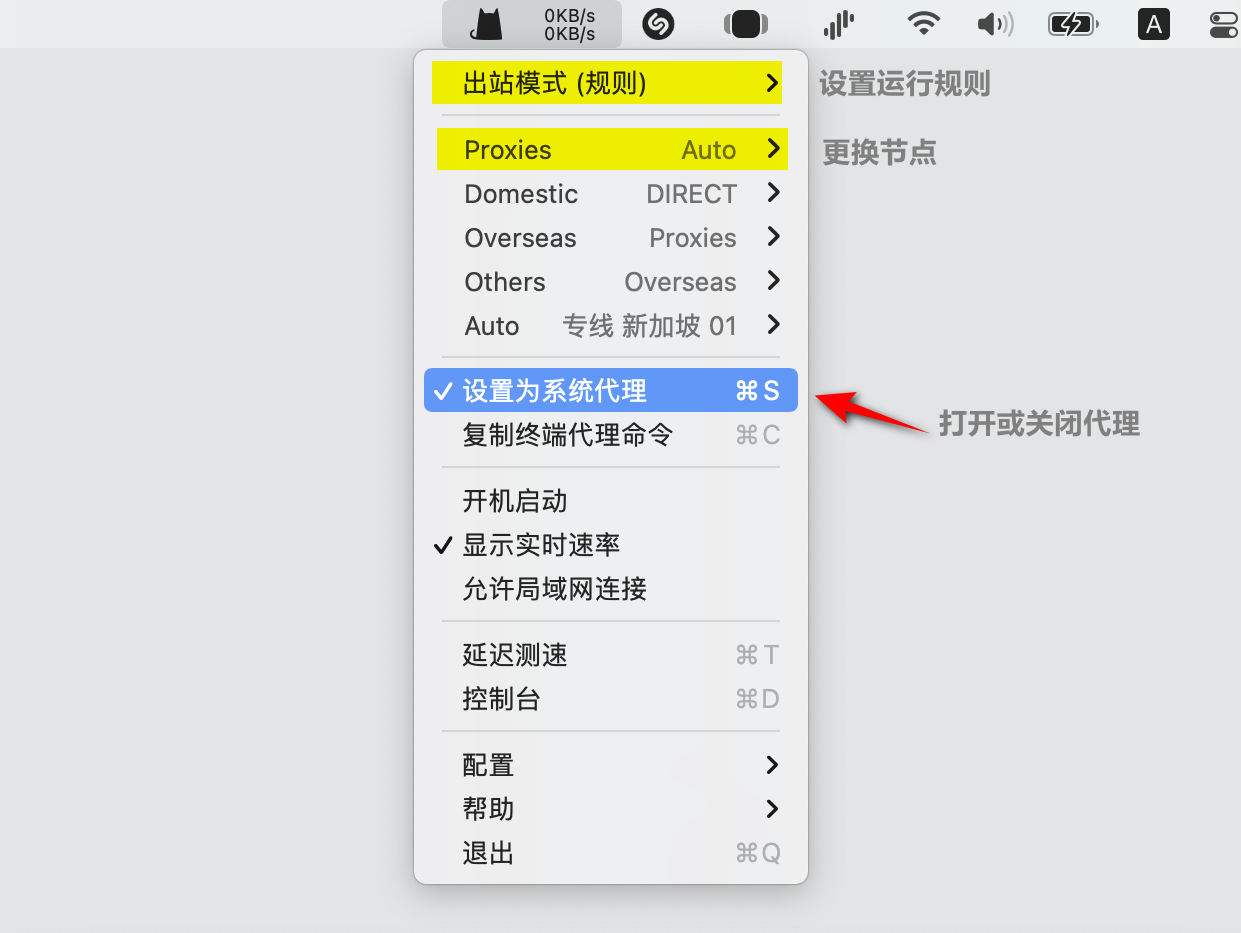 0KB/s
0KB/s
A
出站模式 (规则)
设置运行规则
Proxies Auto
更换节点
Domestic DIRECT
Overseas Proxies
Others Overseas
Auto 专线 新加坡 01
设置为系统代理 ⌘S
打开或关闭代理
复制终端代理命令 ⌘C
开机启动
显示实时速率
允许局域网连接
延迟测速 ⌘T
控制台 ⌘D
配置
帮助
退出 ⌘Q